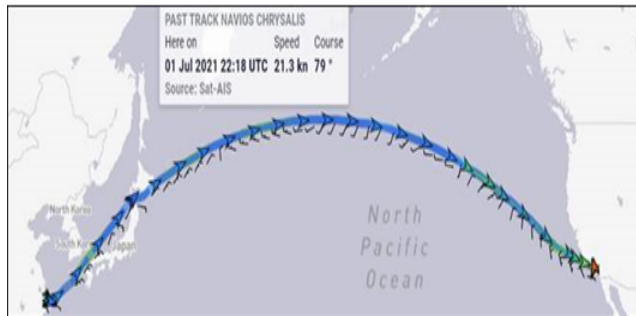 PAST TRACK NAVIOS CHRYSALIS
Here on Speed Course
01 Jul 2021 22:18 UTC 21.3 kn 79 °
Source: Sat-AIS
North Korea
South Korea
Japan
North
Pacific
Ocean